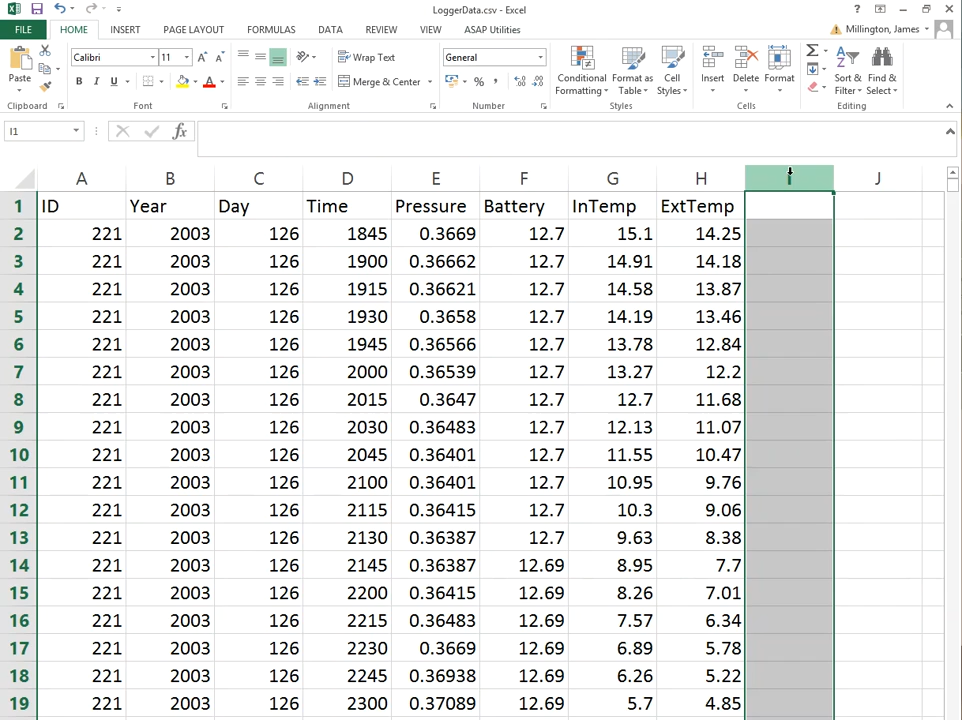 LoggerData.csv - Excel
FILE HOME INSERT PAGE LAYOUT FORMULAS DATA REVIEW VIEW ASAP Utilities Millington, James
Paste
Calibri 11
B I U
Wrap Text
Merge & Center
General
%
Conditional Formatting
Format as Table
Cell Styles
Insert Delete Format
Sort & Filter
Find & Select
Clipboard Font Alignment Number Styles Cells Editing
I1 fx
A B C D E F G H I J
1 ID Year Day Time Pressure Battery InTemp ExtTemp
2 221 2003 126 1845 0.3669 12.7 15.1 14.25
3 221 2003 126 1900 0.36662 12.7 14.91 14.18
4 221 2003 126 1915 0.36621 12.7 14.58 13.87
5 221 2003 126 1930 0.3658 12.7 14.19 13.46
6 221 2003 126 1945 0.36566 12.7 13.78 12.84
7 221 2003 126 2000 0.36539 12.7 13.27 12.2
8 221 2003 126 2015 0.3647 12.7 12.7 11.68
9 221 2003 126 2030 0.36483 12.7 12.13 11.07
10 221 2003 126 2045 0.36401 12.7 11.55 10.47
11 221 2003 126 2100 0.36401 12.7 10.95 9.76
12 221 2003 126 2115 0.36415 12.7 10.3 9.06
13 221 2003 126 2130 0.36387 12.7 9.63 8.38
14 221 2003 126 2145 0.36387 12.69 8.95 7.7
15 221 2003 126 2200 0.36415 12.69 8.26 7.01
16 221 2003 126 2215 0.36483 12.69 7.57 6.34
17 221 2003 126 2230 0.3669 12.69 6.89 5.78
18 221 2003 126 2245 0.36938 12.69 6.26 5.22
19 221 2003 126 2300 0.37089 12.69 5.7 4.85